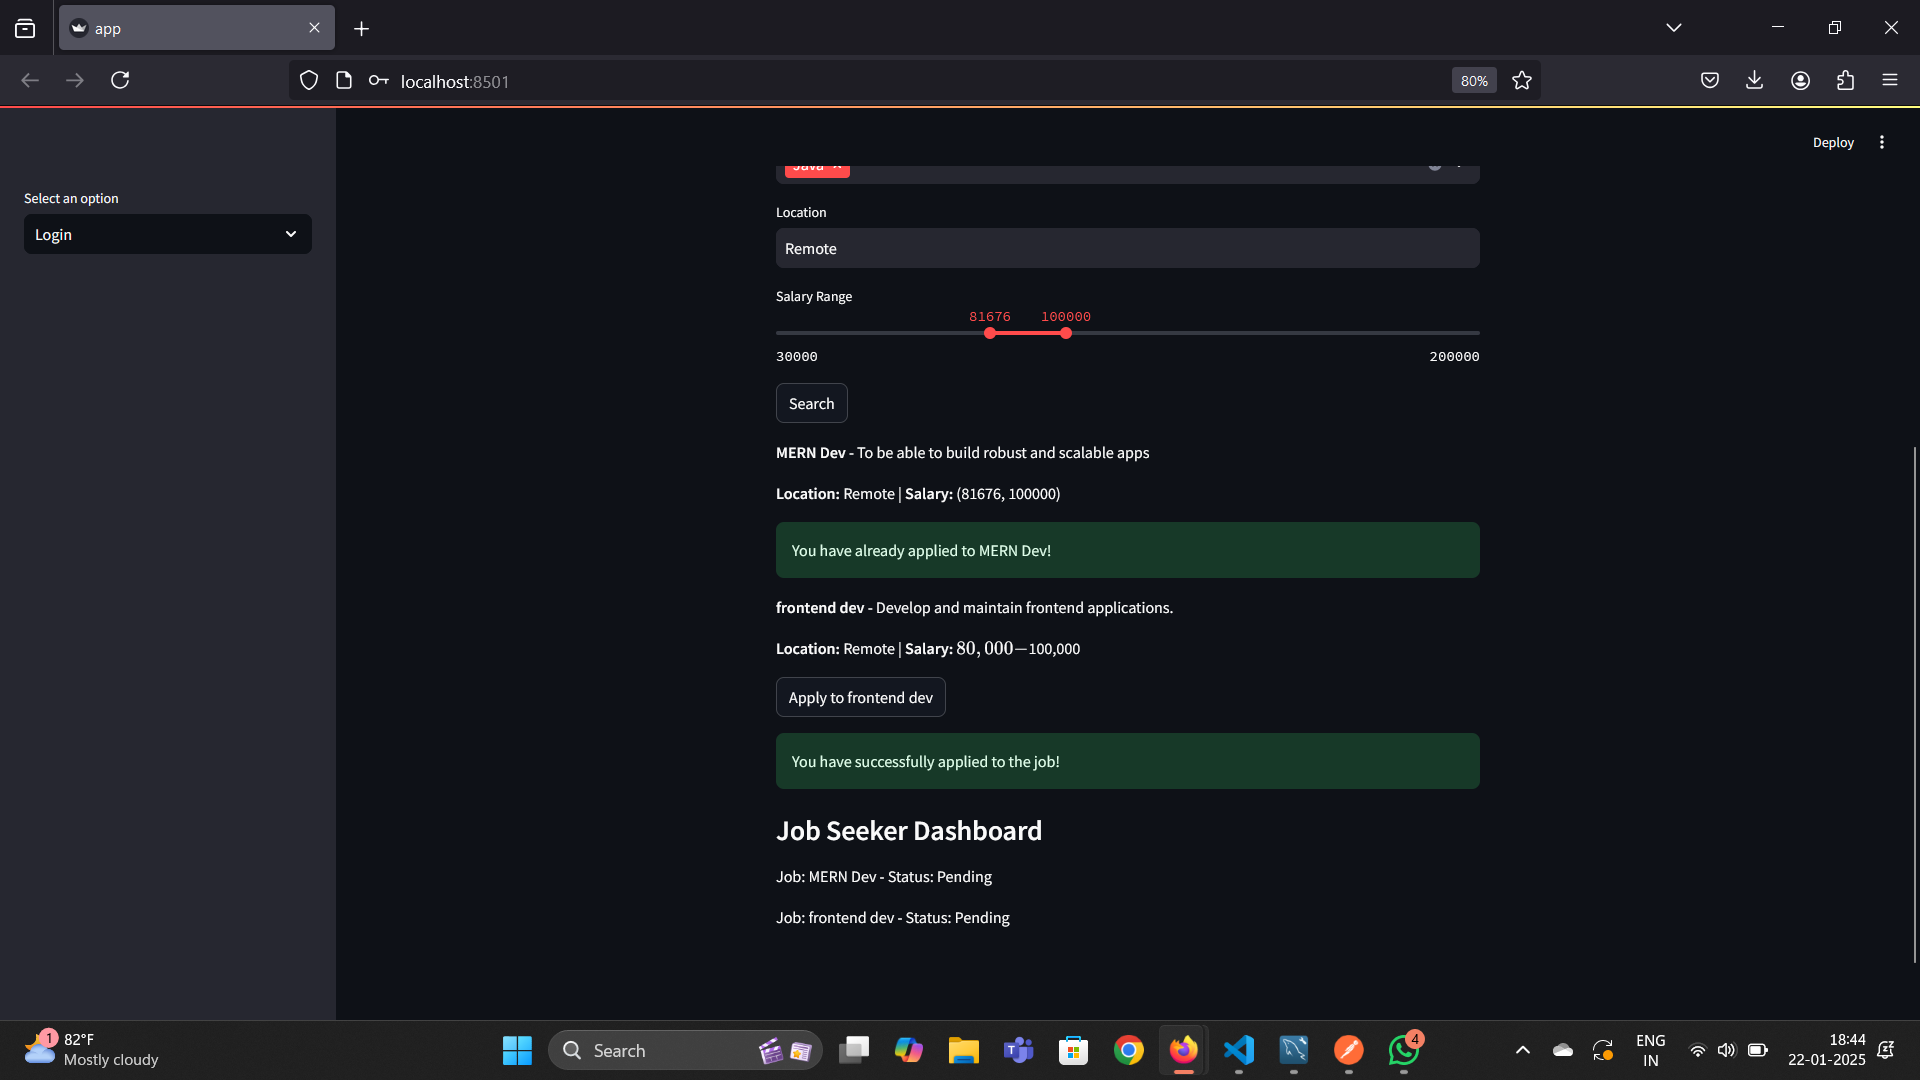 app
localhost:8501
80%
Deploy
Select an option
Login
Java
Location
Remote
Salary Range
81676 100000
30000 200000
Search
MERN Dev - To be able to build robust and scalable apps
Location: Remote | Salary: (81676, 100000)
You have already applied to MERN Dev!
frontend dev - Develop and maintain frontend applications.
Location: Remote | Salary: 80,000−100,000
Apply to frontend dev
You have successfully applied to the job!
Job Seeker Dashboard
Job: MERN Dev - Status: Pending
Job: frontend dev - Status: Pending
1
82°F
Mostly cloudy
Search
4
ENG
IN
18:44
22-01-2025